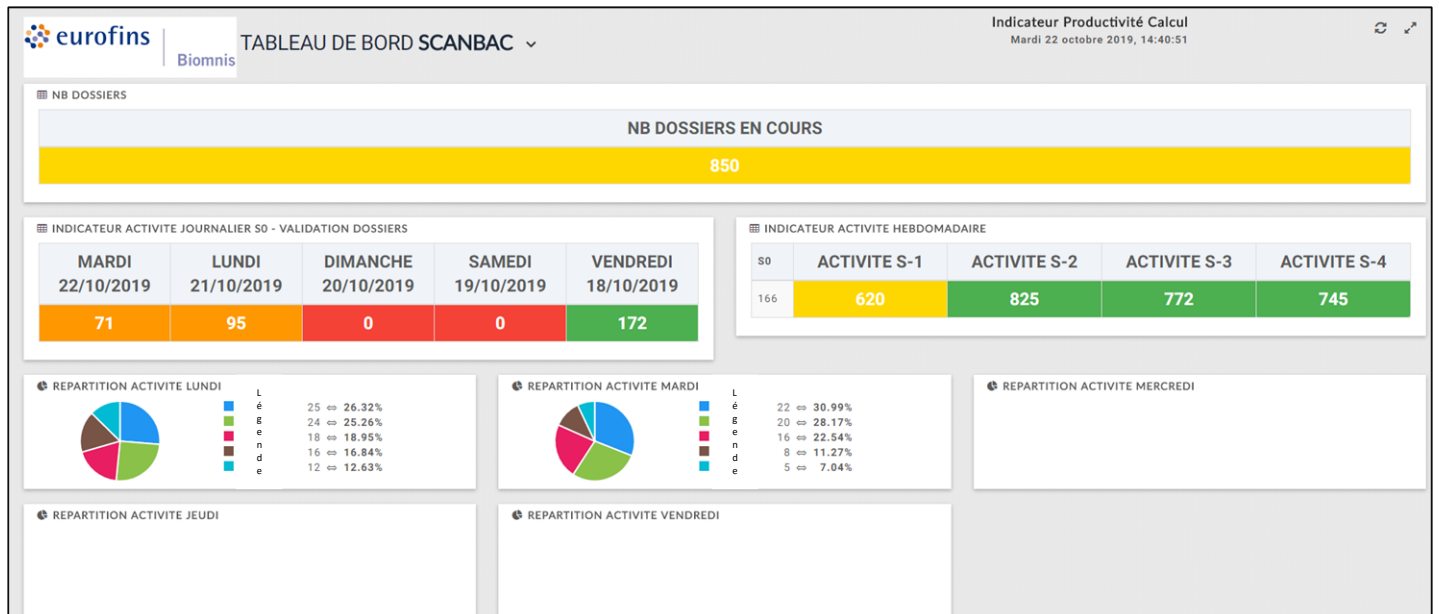 eurofins
Biomnis
TABLEAU DE BORD SCANBAC
Indicateur Productivité Calcul
Mardi 22 octobre 2019, 14:40:51
NB DOSSIERS
NB DOSSIERS EN COURS
850
INDICATEUR ACTIVITE JOURNALIER S0 - VALIDATION DOSSIERS
MARDI 22/10/2019
LUNDI 21/10/2019
DIMANCHE 20/10/2019
SAMEDI 19/10/2019
VENDREDI 18/10/2019
71 95 0 0 172
INDICATEUR ACTIVITE HEBDOMADAIRE
S0 ACTIVITE S-1 ACTIVITE S-2 ACTIVITE S-3 ACTIVITE S-4
166 620 825 772 745
REPARTITION ACTIVITE LUNDI
Légende
25 ⇔ 26.32%
24 ⇔ 25.26%
18 ⇔ 18.95%
16 ⇔ 16.84%
12 ⇔ 12.63%
REPARTITION ACTIVITE MARDI
Légende
22 ⇔ 30.99%
20 ⇔ 28.17%
16 ⇔ 22.54%
8 ⇔ 11.27%
5 ⇔ 7.04%
REPARTITION ACTIVITE MERCREDI
REPARTITION ACTIVITE JEUDI
REPARTITION ACTIVITE VENDREDI